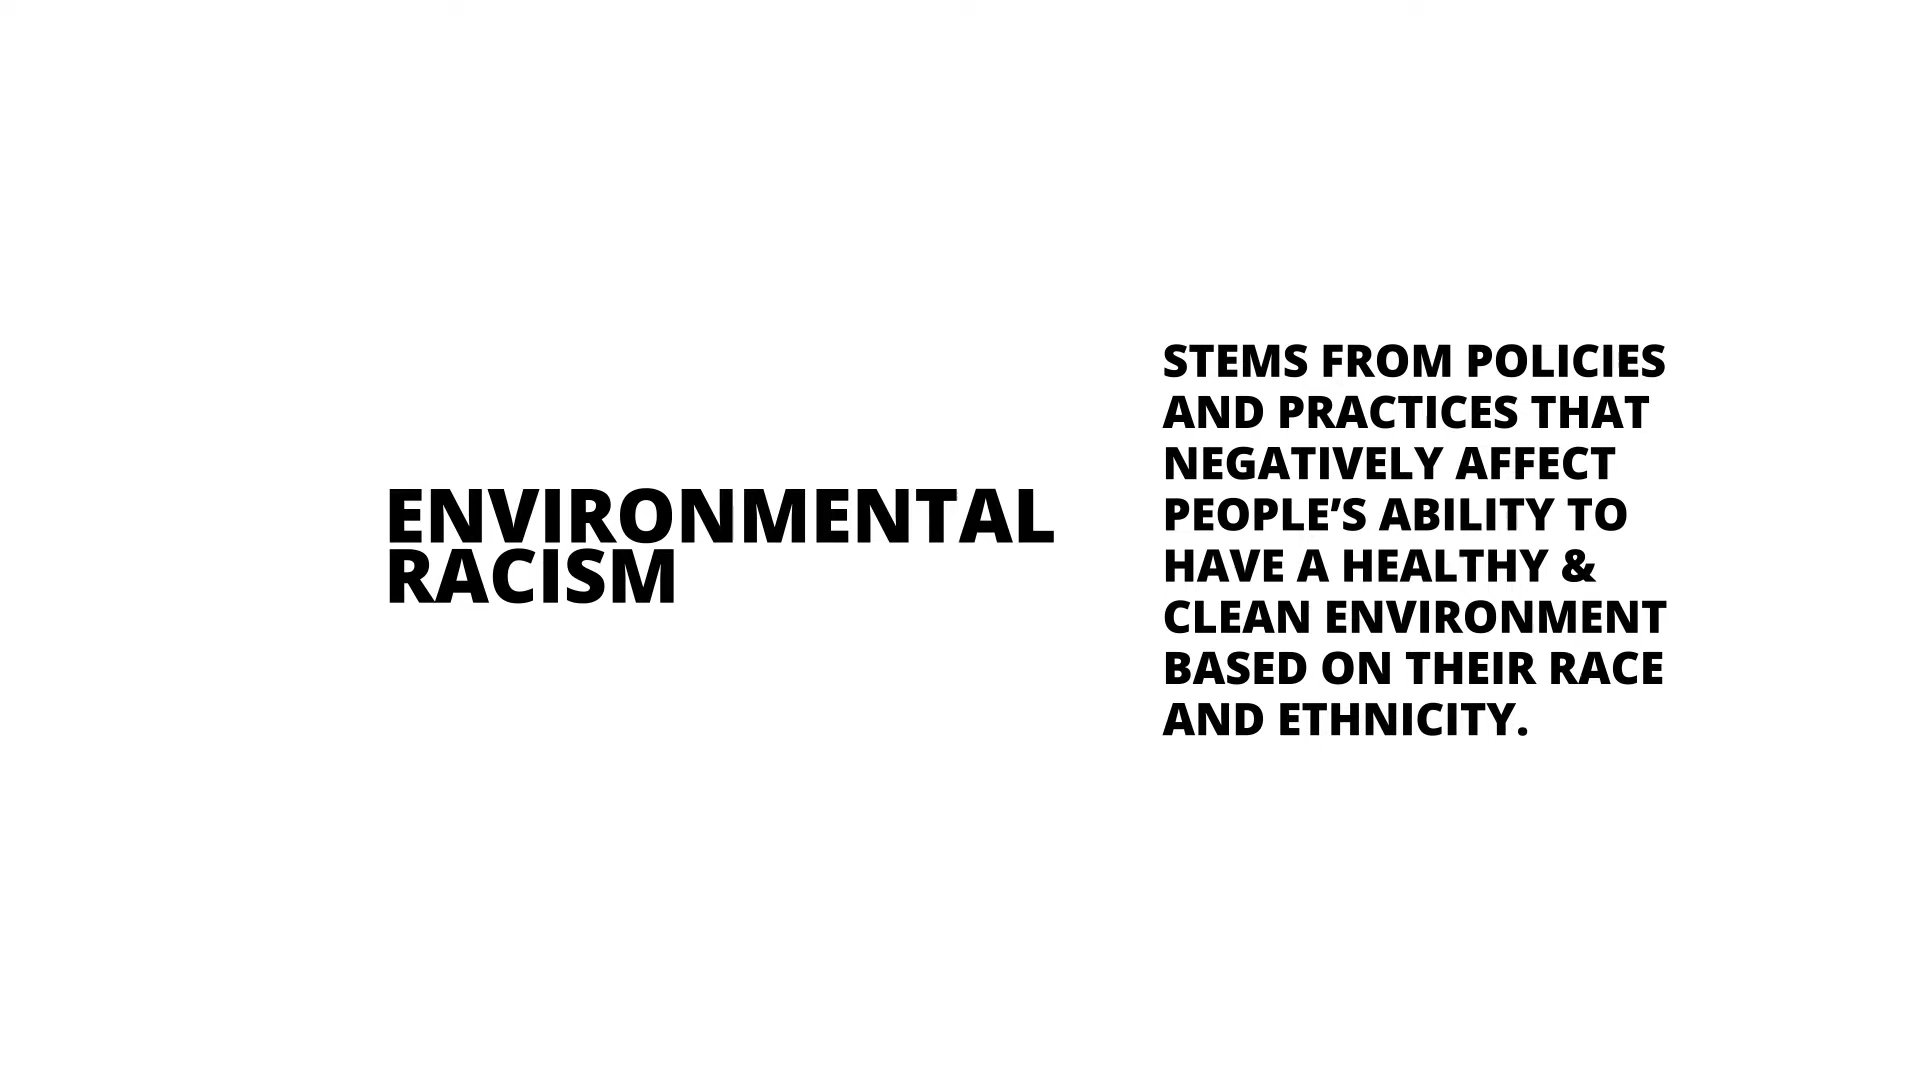 ENVIRONMENTAL
RACISM
STEMS FROM POLICIES
AND PRACTICES THAT
NEGATIVELY AFFECT
PEOPLE’S ABILITY TO
HAVE A HEALTHY &
CLEAN ENVIRONMENT
BASED ON THEIR RACE
AND ETHNICITY.